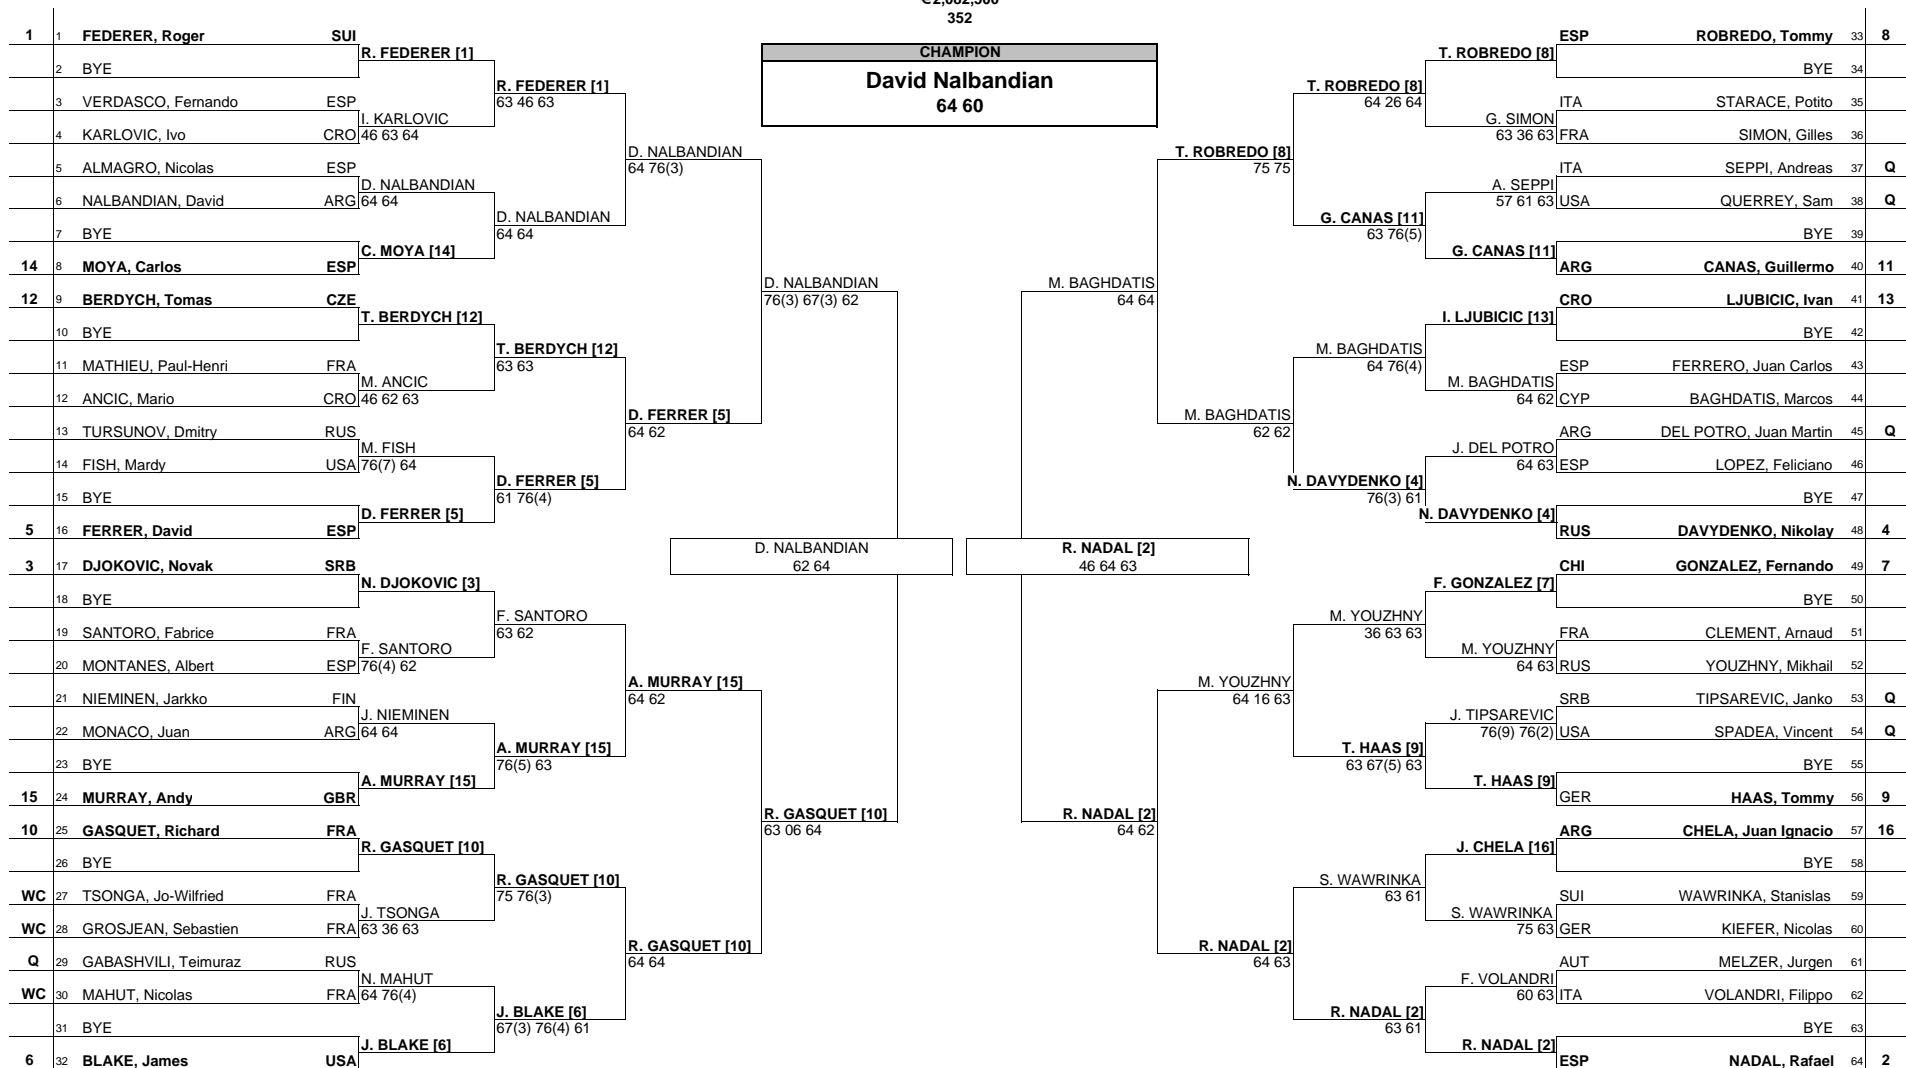 €2,082,500
352
CHAMPION
David Nalbandian
64 60
1 1 FEDERER, Roger SUI
R. FEDERER [1]
2 BYE
R. FEDERER [1]
63 46 63
3 VERDASCO, Fernando ESP
I. KARLOVIC
4 KARLOVIC, Ivo CRO 46 63 64
D. NALBANDIAN
64 76(3)
5 ALMAGRO, Nicolas ESP
D. NALBANDIAN
6 NALBANDIAN, David ARG 64 64
D. NALBANDIAN
64 64
7 BYE
C. MOYA [14]
14 8 MOYA, Carlos ESP
D. NALBANDIAN
76(3) 67(3) 62
12 9 BERDYCH, Tomas CZE
T. BERDYCH [12]
10 BYE
T. BERDYCH [12]
63 63
11 MATHIEU, Paul-Henri FRA
M. ANCIC
12 ANCIC, Mario CRO 46 62 63
D. FERRER [5]
64 62
13 TURSUNOV, Dmitry RUS
M. FISH
14 FISH, Mardy USA 76(7) 64
D. FERRER [5]
61 76(4)
15 BYE
D. FERRER [5]
5 16 FERRER, David ESP
D. NALBANDIAN
62 64
3 17 DJOKOVIC, Novak SRB
N. DJOKOVIC [3]
18 BYE
F. SANTORO
63 62
19 SANTORO, Fabrice FRA
F. SANTORO
20 MONTANES, Albert ESP 76(4) 62
A. MURRAY [15]
64 62
21 NIEMINEN, Jarkko FIN
J. NIEMINEN
22 MONACO, Juan ARG 64 64
A. MURRAY [15]
76(5) 63
23 BYE
A. MURRAY [15]
15 24 MURRAY, Andy GBR
R. GASQUET [10]
63 06 64
10 25 GASQUET, Richard FRA
R. GASQUET [10]
26 BYE
R. GASQUET [10]
75 76(3)
WC 27 TSONGA, Jo-Wilfried FRA
J. TSONGA
WC 28 GROSJEAN, Sebastien FRA 63 36 63
R. GASQUET [10]
64 64
Q 29 GABASHVILI, Teimuraz RUS
N. MAHUT
WC 30 MAHUT, Nicolas FRA 64 76(4)
J. BLAKE [6]
67(3) 76(4) 61
31 BYE
J. BLAKE [6]
6 32 BLAKE, James USA
ESP ROBREDO, Tommy 33 8
T. ROBREDO [8]
BYE 34
T. ROBREDO [8]
64 26 64
ITA STARACE, Potito 35
G. SIMON
63 36 63 FRA SIMON, Gilles 36
T. ROBREDO [8]
75 75
ITA SEPPI, Andreas 37 Q
A. SEPPI
57 61 63 USA QUERREY, Sam 38 Q
G. CANAS [11]
63 76(5)
BYE 39
G. CANAS [11]
ARG CANAS, Guillermo 40 11
M. BAGHDATIS
64 64
CRO LJUBICIC, Ivan 41 13
I. LJUBICIC [13]
BYE 42
M. BAGHDATIS
64 76(4)
ESP FERRERO, Juan Carlos 43
M. BAGHDATIS
64 62 CYP BAGHDATIS, Marcos 44
M. BAGHDATIS
62 62
ARG DEL POTRO, Juan Martin 45 Q
J. DEL POTRO
64 63 ESP LOPEZ, Feliciano 46
N. DAVYDENKO [4]
76(3) 61
BYE 47
N. DAVYDENKO [4]
RUS DAVYDENKO, Nikolay 48 4
R. NADAL [2]
46 64 63
CHI GONZALEZ, Fernando 49 7
F. GONZALEZ [7]
BYE 50
M. YOUZHNY
36 63 63
FRA CLEMENT, Arnaud 51
M. YOUZHNY
64 63 RUS YOUZHNY, Mikhail 52
M. YOUZHNY
64 16 63
SRB TIPSAREVIC, Janko 53 Q
J. TIPSAREVIC
76(9) 76(2) USA SPADEA, Vincent 54 Q
T. HAAS [9]
63 67(5) 63
BYE 55
T. HAAS [9]
GER HAAS, Tommy 56 9
R. NADAL [2]
64 62
ARG CHELA, Juan Ignacio 57 16
J. CHELA [16]
BYE 58
S. WAWRINKA
63 61
SUI WAWRINKA, Stanislas 59
S. WAWRINKA
75 63 GER KIEFER, Nicolas 60
R. NADAL [2]
64 63
AUT MELZER, Jurgen 61
F. VOLANDRI
60 63 ITA VOLANDRI, Filippo 62
R. NADAL [2]
63 61
BYE 63
R. NADAL [2]
ESP NADAL, Rafael 64 2